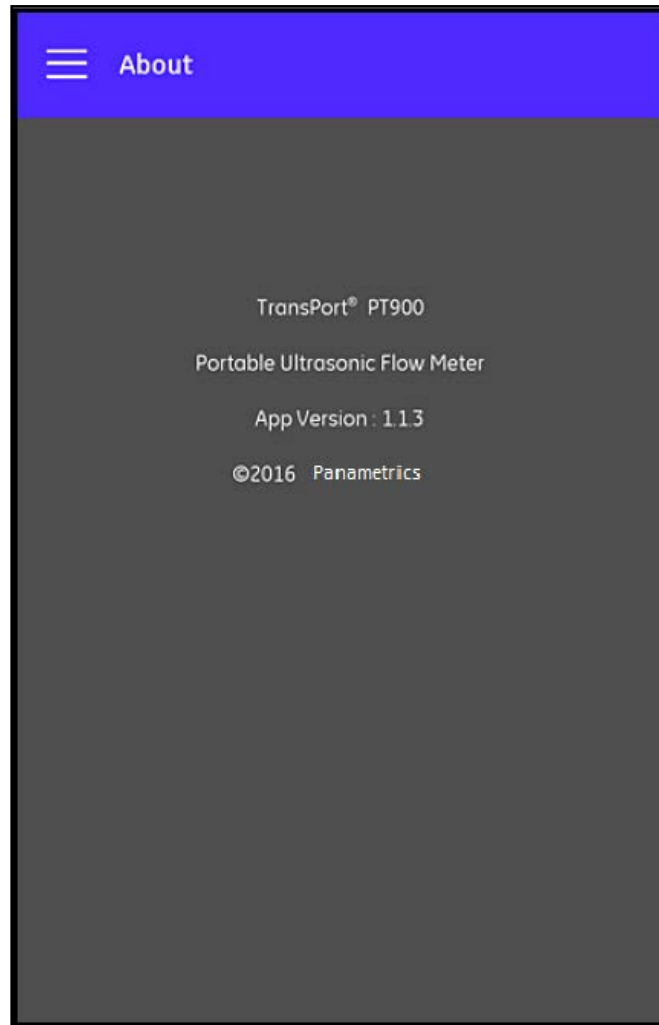 About
TransPort® PT900
Portable Ultrasonic Flow Meter
App Version : 1.1.3
©2016 Panametrics